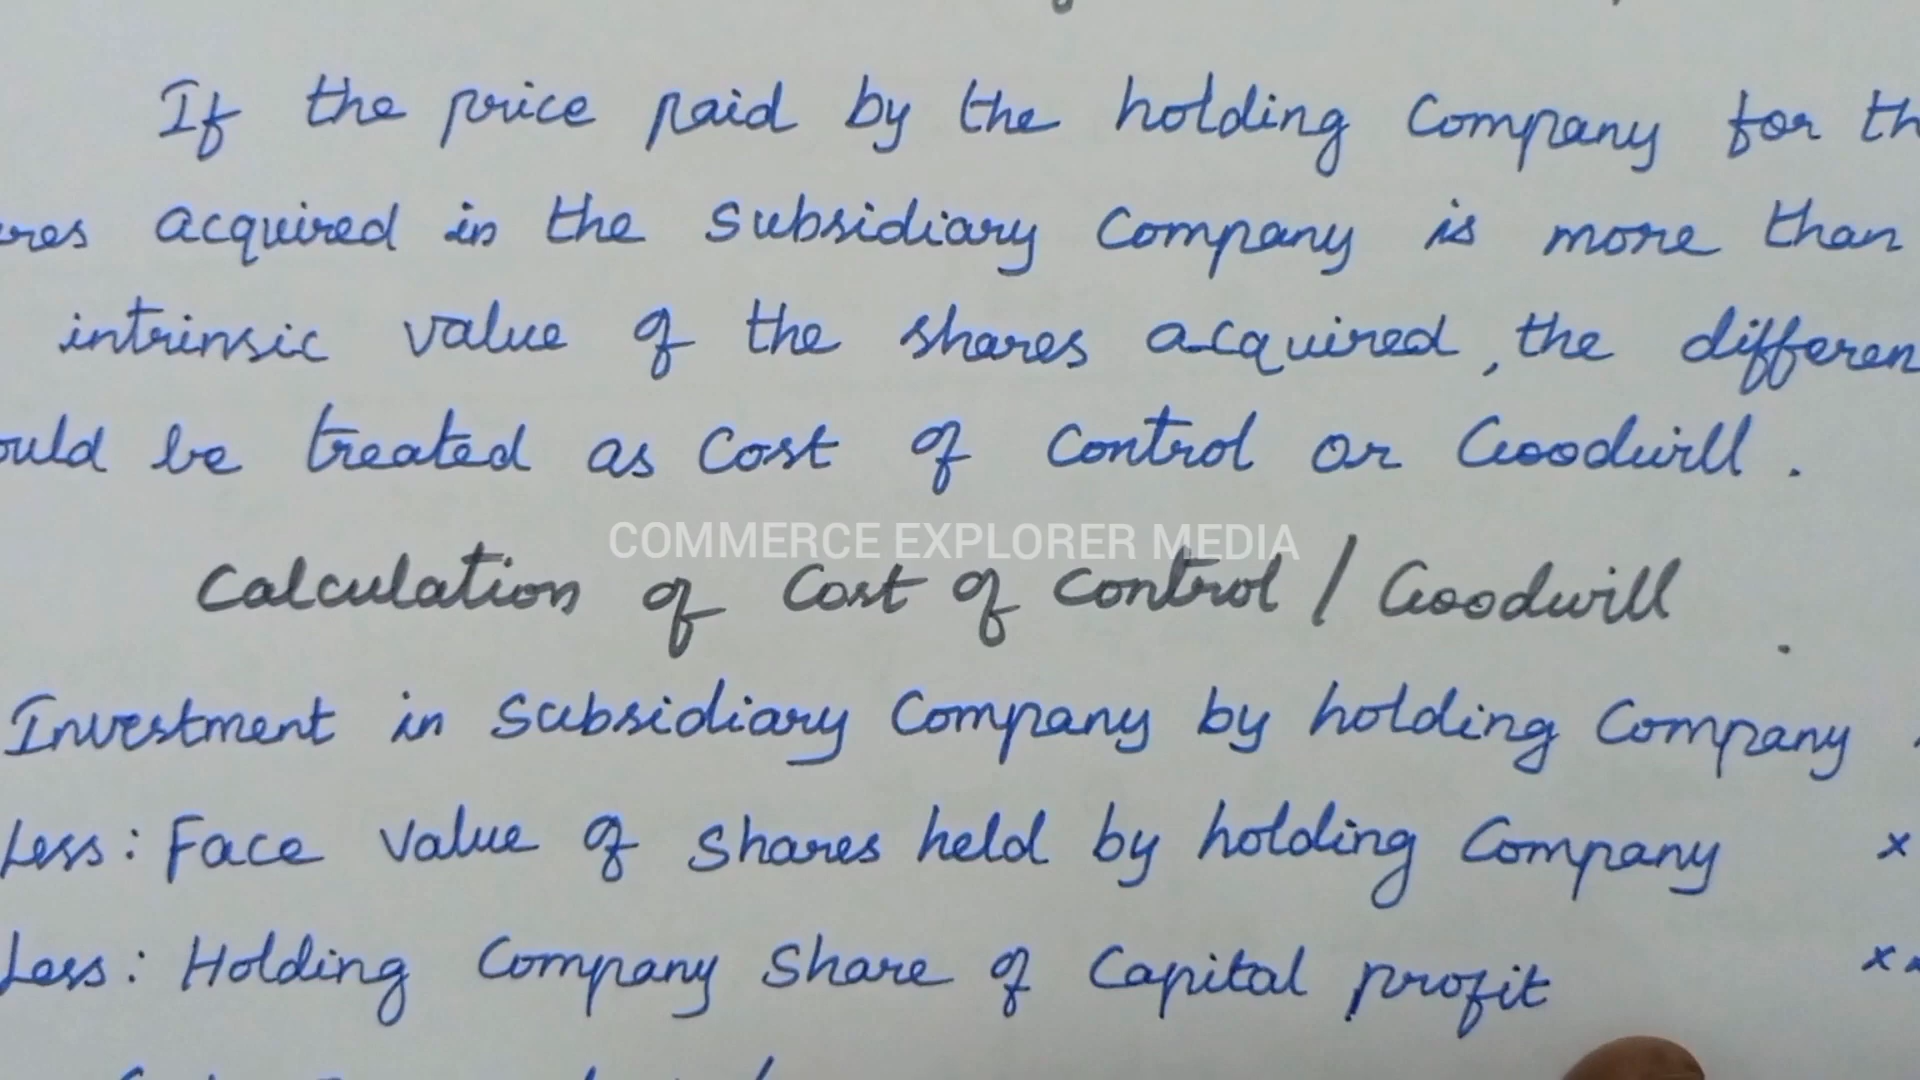 If the price paid by the holding Company for th
ares acquired in the Subsidiary Company is more than
intrinsic value of the shares acquired, the differen
ould be treated as Cost of Control or Goodwill.
COMMERCE EXPLORER MEDIA
Calculation of Cost of Control / Goodwill
Investment in Subsidiary Company by holding Company
Less: Face Value of Shares held by holding Company x
Less: Holding Company Share of Capital profit x